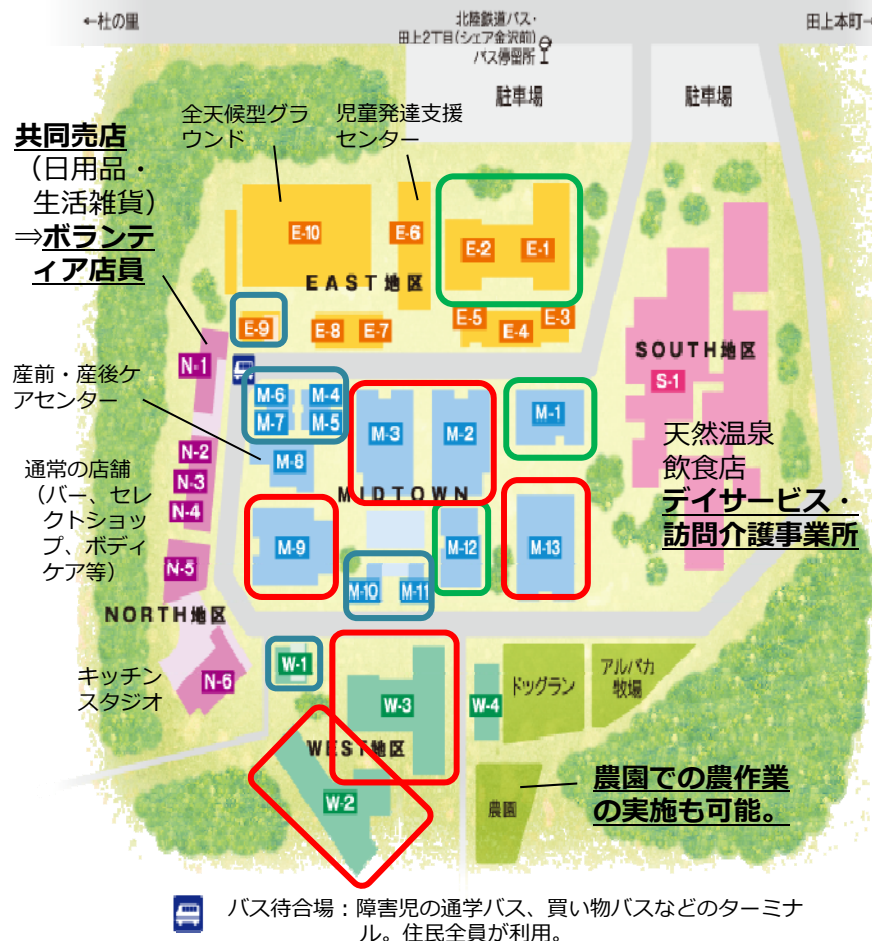 ←杜の里
北陸鉄道バス・
田上2丁目(シェア金沢前)
バス停留所
田上本町→
駐車場
駐車場
全天候型グラ
ウンド
児童発達支援
センター
共同売店
（日用品・
生活雑貨）
⇒ボランテ
ィア店員
E-10
E-6
E-2
E-1
EAST地区
E-9
E-8
E-7
E-5
E-4
E-3
SOUTH地区
S-1
N-1
産前・産後ケ
アセンター
M-6
M-4
M-7
M-5
M-3
M-2
M-1
M-8
MIDTOWN
天然温泉
飲食店
デイサービス・
訪問介護事業所
N-2
N-3
N-4
通常の店舗
（バー、セレ
クトショッ
プ、ボディ
ケア等）
N-5
M-9
M-12
M-13
M-10
M-11
NORTH地区
キッチン
スタジオ
N-6
W-1
W-3
W-4
ドッグラン
アルパカ
牧場
WEST地区
W-2
農園
農園での農作業
の実施も可能。
バス待合場：障害児の通学バス、買い物バスなどのターミナ
ル。住民全員が利用。